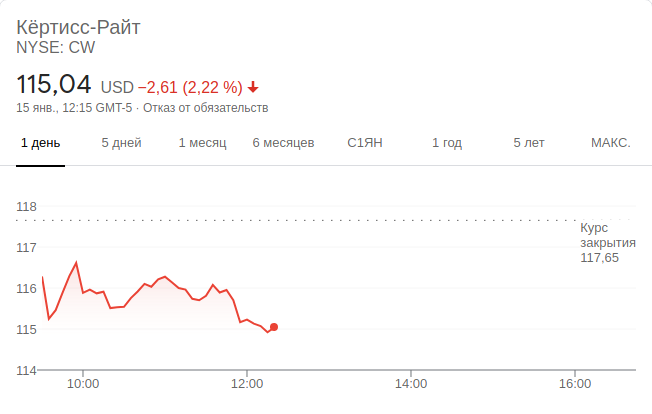 Кёртисс-Райт
NYSE: CW
115,04 USD −2,61 (2,22 %)
15 янв., 12:15 GMT-5 · Отказ от обязательств
1 день 5 дней 1 месяц 6 месяцев С1ЯН 1 год 5 лет МАКС.
118
Курс
закрытия
117,65
117
116
115
114
10:00 12:00 14:00 16:00